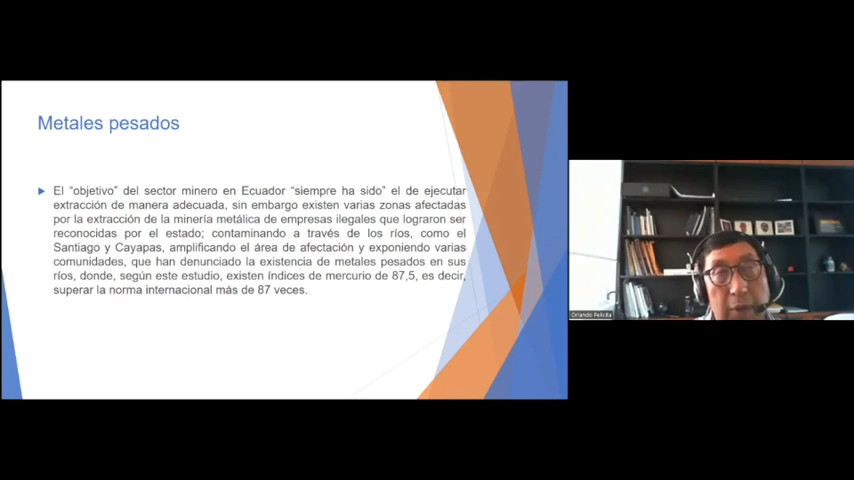 Metales pesados
El “objetivo” del sector minero en Ecuador “siempre ha sido” el de ejecutar
extracción de manera adecuada, sin embargo existen varias zonas afectadas
por la extracción de la minería metálica de empresas ilegales que lograron ser
reconocidas por el estado; contaminando a través de los ríos, como el
Santiago y Cayapas, amplificando el área de afectación y exponiendo varias
comunidades, que han denunciado la existencia de metales pesados en sus
ríos, donde, según este estudio, existen índices de mercurio de 87,5, es decir,
superar la norma internacional más de 87 veces.
Orlando Felicita